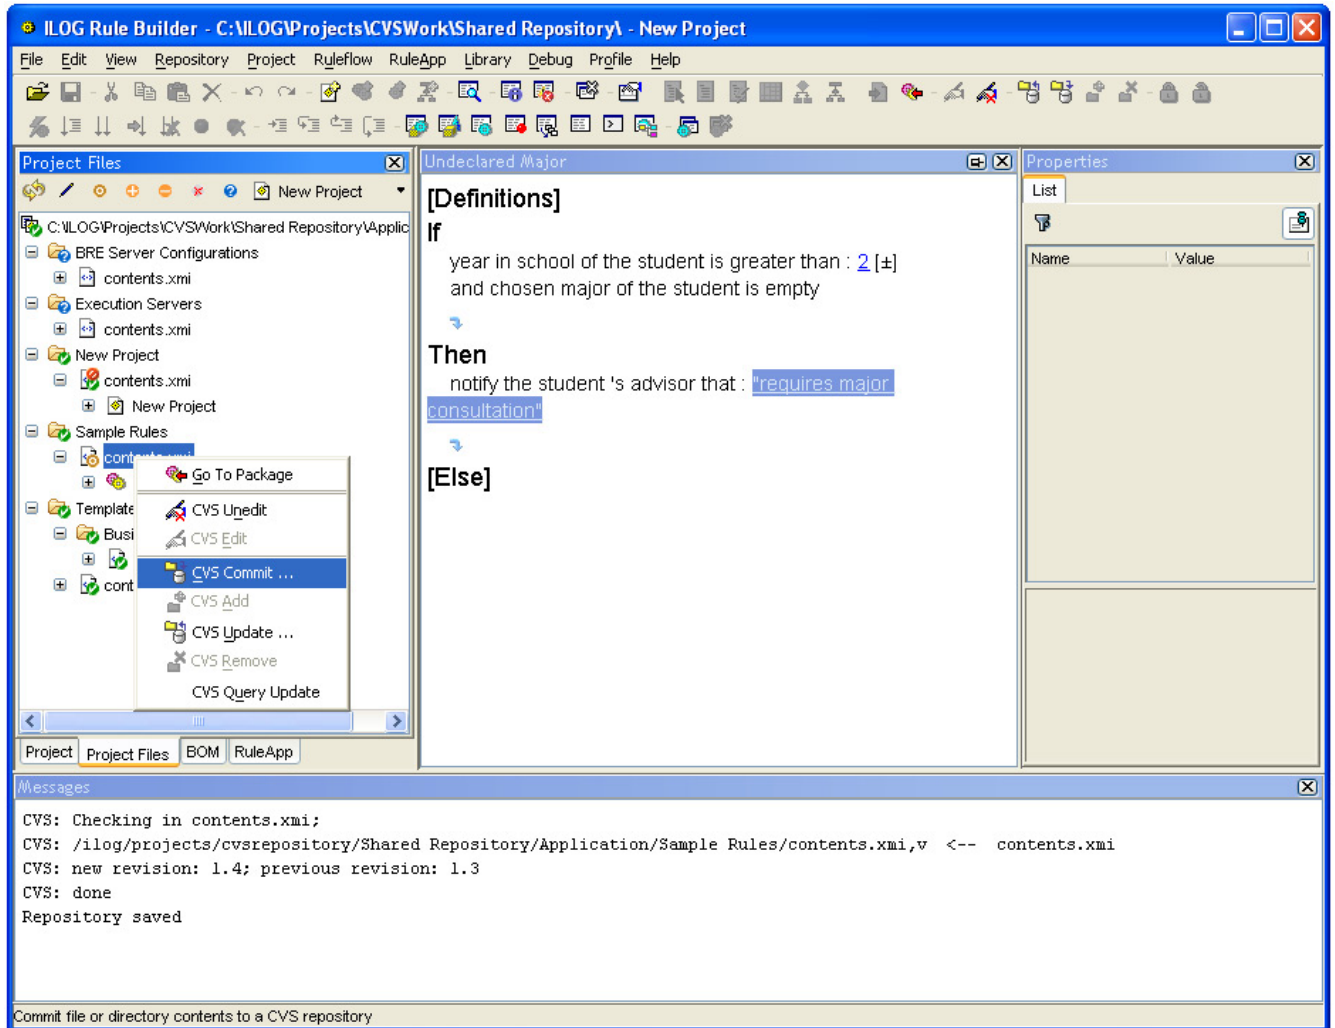 ILOG Rule Builder - C:\ILOG\Projects\CVSWork\Shared Repository\ - New Project
File Edit View Repository Project Ruleflow RuleApp Library Debug Profile Help
Project Files
New Project
C:\ILOG\Projects\CVSWork\Shared Repository\Applic
BRE Server Configurations
contents.xmi
Execution Servers
contents.xmi
New Project
contents.xmi
New Project
Sample Rules
contents.xmi
Template
Busi
cont
Go To Package
CVS Unedit
CVS Edit
CVS Commit ...
CVS Add
CVS Update ...
CVS Remove
CVS Query Update
Project Project Files BOM RuleApp
Undeclared Major
[Definitions]
If
year in school of the student is greater than : 2 [±]
and chosen major of the student is empty
Then
notify the student 's advisor that : "requires major
consultation"
[Else]
Properties
List
Name Value
Messages
CVS: Checking in contents.xmi;
CVS: /ilog/projects/cvsrepository/Shared Repository/Application/Sample Rules/contents.xmi,v <-- contents.xmi
CVS: new revision: 1.4; previous revision: 1.3
CVS: done
Repository saved
Commit file or directory contents to a CVS repository